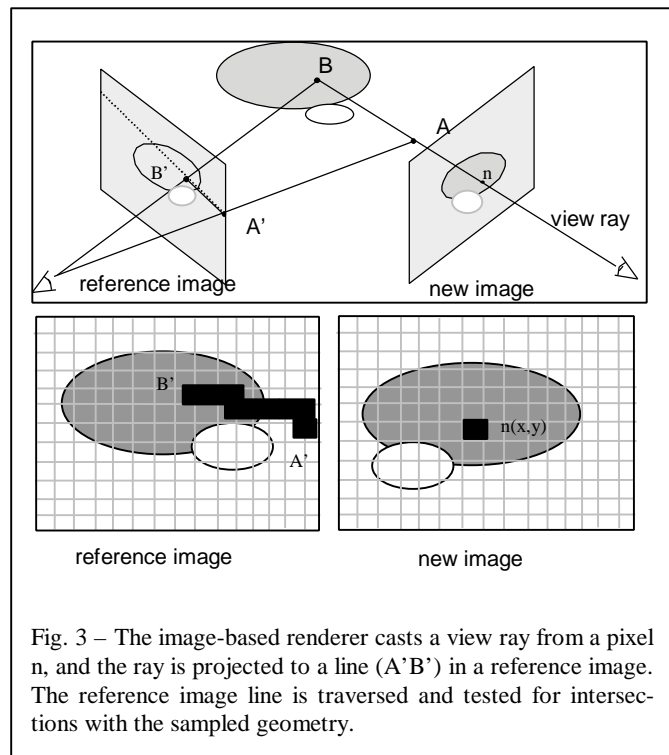 B
A
B’
n
A’
view ray
reference image
new image
B’
n(x,y)
A’
reference image
new image
Fig. 3 – The image-based renderer casts a view ray from a pixel
n, and the ray is projected to a line (A’B’) in a reference image.
The reference image line is traversed and tested for intersec-
tions with the sampled geometry.